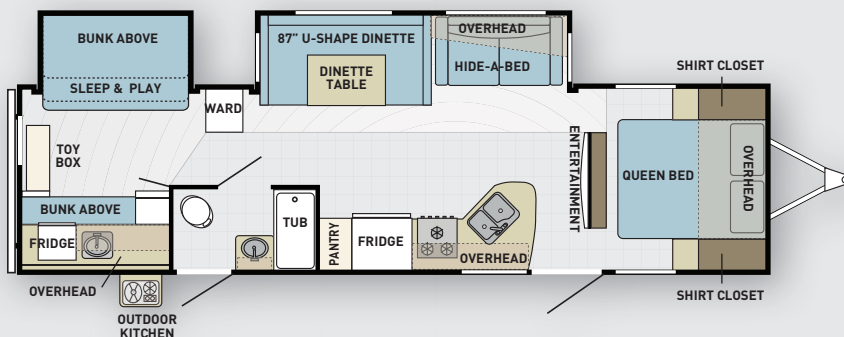 BUNK ABOVE
SLEEP & PLAY
87" U-SHAPE DINETTE
DINETTE
TABLE
OVERHEAD
HIDE-A-BED
SHIRT CLOSET
WARD
TOY
BOX
ENTERTAINMENT
QUEEN BED
OVERHEAD
BUNK ABOVE
FRIDGE
TUB
PANTRY
FRIDGE
OVERHEAD
OVERHEAD
SHIRT CLOSET
OUTDOOR
KITCHEN